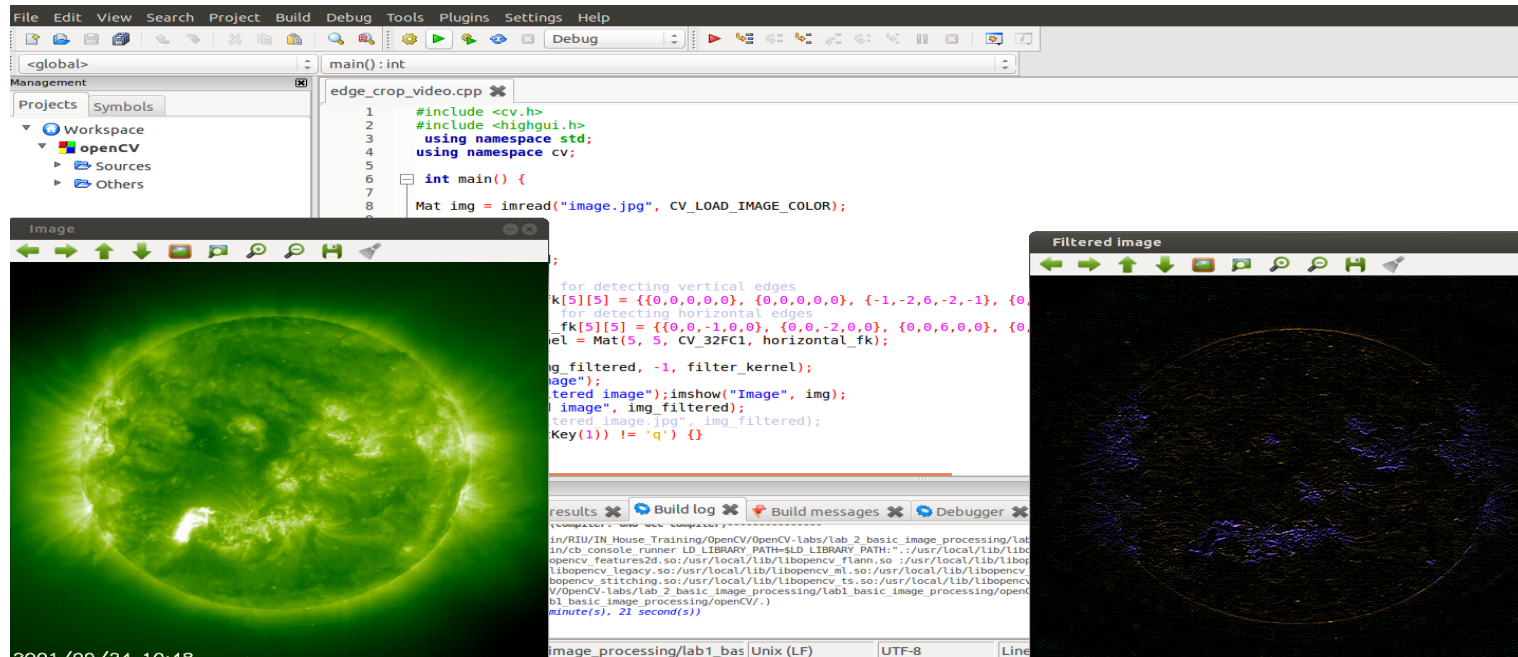 File Edit View Search Project Build Debug Tools Plugins Settings Help
Debug
<global>
main() : int
Management
Projects Symbols
Workspace
openCV
Sources
Others
edge_crop_video.cpp
1 #include <cv.h>
2 #include <highgui.h>
3 using namespace std;
4 using namespace cv;
5
6 int main() {
7
8 Mat img = imread("image.jpg", CV_LOAD_IMAGE_COLOR);
;
for detecting vertical edges
k[5][5] = {{0,0,0,0,0}, {0,0,0,0,0}, {-1,-2,6,-2,-1}, {0,
for detecting horizontal edges
_fk[5][5] = {{0,0,-1,0,0}, {0,0,-2,0,0}, {0,0,6,0,0}, {0,
nel = Mat(5, 5, CV_32FC1, horizontal_fk);
g_filtered, -1, filter_kernel);
age");
tered image");imshow("Image", img);
image", img_filtered);
tered_image.jpg", img_filtered);
Key(1)) != 'q') {}
Image
Filtered image
results Build log Build messages Debugger
in/RIU/IN_House_Training/OpenCV/OpenCV-labs/lab_2_basic_image_processing/lab
in/cb_console_runner LD_LIBRARY_PATH=$LD_LIBRARY_PATH:".:/usr/local/lib/libo
opencv_features2d.so:/usr/local/lib/libopencv_flann.so :/usr/local/lib/libop
libopencv_legacy.so:/usr/local/lib/libopencv_ml.so:/usr/local/lib/libopencv_
bopencv_stitching.so:/usr/local/lib/libopencv_ts.so:/usr/local/lib/libopencv
V/OpenCV-labs/lab_2_basic_image_processing/lab1_basic_image_processing/openC
b1_basic_image_processing/openCV/.)
minute(s), 21 second(s))
image_processing/lab1_bas Unix (LF) UTF-8 Line